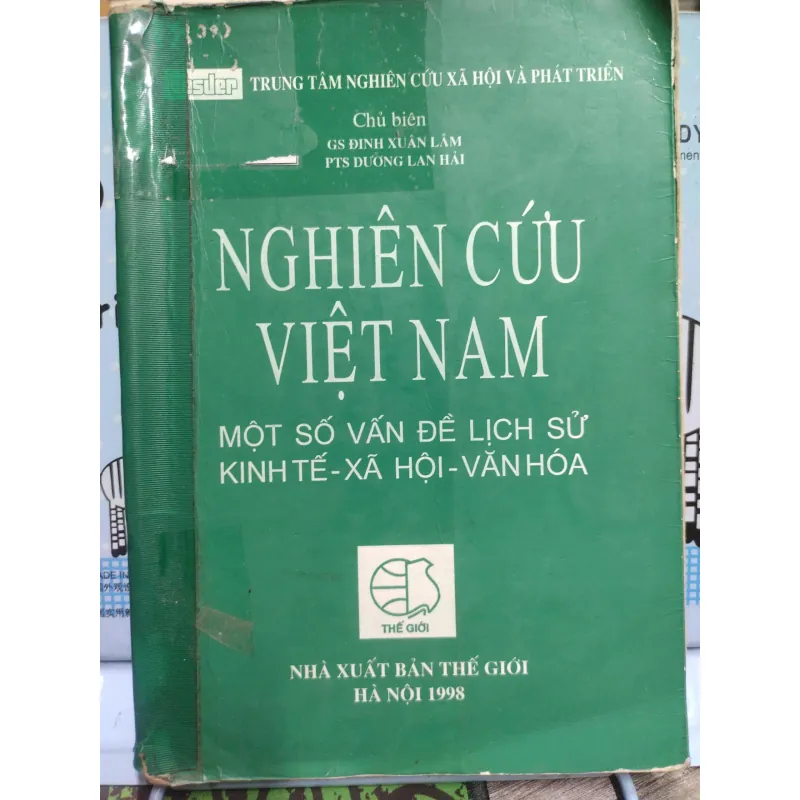 (39)
TRUNG TÂM NGHIÊN CỨU XÃ HỘI VÀ PHÁT TRIỂN
Chủ biên
GS ĐINH XUÂN LÂM
PTS DƯƠNG LAN HẢI
NGHIÊN CỨU
VIỆT NAM
MỘT SỐ VẤN ĐỀ LỊCH SỬ
KINH TẾ - XÃ HỘI - VĂN HÓA
THẾ GIỚI
NHÀ XUẤT BẢN THẾ GIỚI
HÀ NỘI 1998